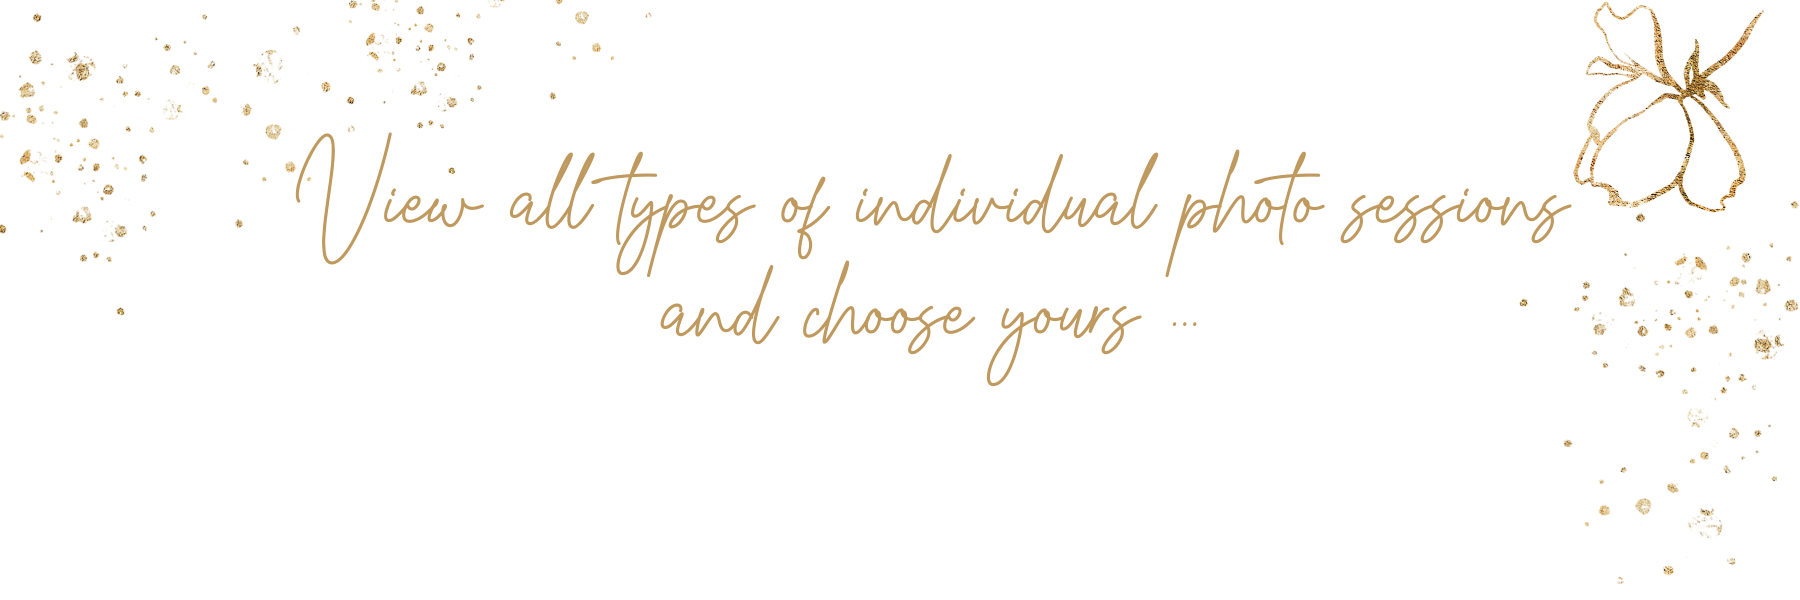 View all types of individual photo sessions
and choose yours ...